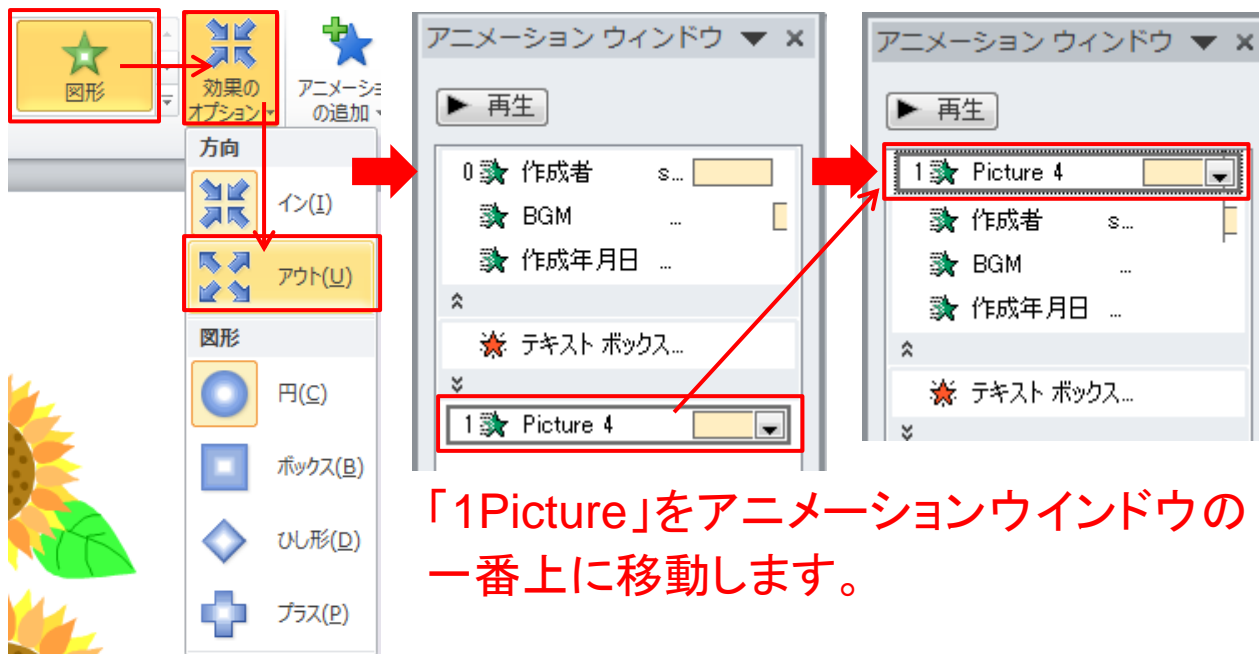 図形
効果の
オプション
アニメーショ
の追加
方向
イン(I)
アウト(U)
図形
円(C)
ボックス(B)
ひし形(D)
プラス(P)
アニメーション ウィンドウ
再生
0 作成者 s...
BGM ...
作成年月日 ...
テキスト ボックス...
1 Picture 4
アニメーション ウィンドウ
再生
1 Picture 4
作成者 s...
BGM ...
作成年月日 ...
テキスト ボックス...
「1Picture」をアニメーションウインドウの
一番上に移動します。